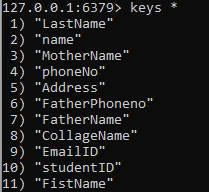 127.0.0.1:6379> keys *
1) "LastName"
2) "name"
3) "MotherName"
4) "phoneNo"
5) "Address"
6) "FatherPhoneno"
7) "FatherName"
8) "CollageName"
9) "EmailID"
10) "studentID"
11) "FistName"